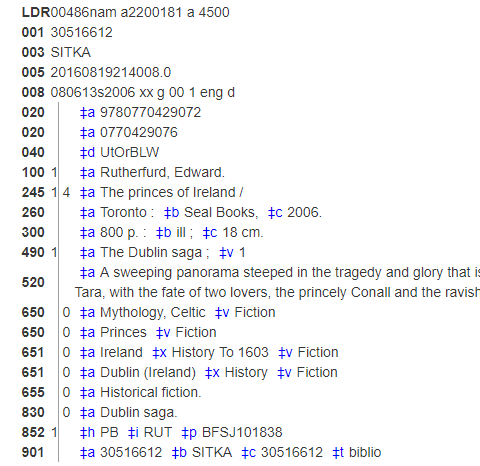 LDR00486nam a2200181 a 4500
001 30516612
003 SITKA
005 20160819214008.0
008 080613s2006 xx g 00 1 eng d
020 ‡a 9780770429072
020 ‡a 0770429076
040 ‡d UtOrBLW
100 1 ‡a Rutherfurd, Edward.
245 1 4 ‡a The princes of Ireland /
260 ‡a Toronto : ‡b Seal Books, ‡c 2006.
300 ‡a 800 p. : ‡b ill ; ‡c 18 cm.
490 1 ‡a The Dublin saga ; ‡v 1
520 ‡a A sweeping panorama steeped in the tragedy and glory that is
Tara, with the fate of two lovers, the princely Conall and the ravish
650 0 ‡a Mythology, Celtic ‡v Fiction
650 0 ‡a Princes ‡v Fiction
651 0 ‡a Ireland ‡x History To 1603 ‡v Fiction
651 0 ‡a Dublin (Ireland) ‡x History ‡v Fiction
655 0 ‡a Historical fiction.
830 0 ‡a Dublin saga.
852 1 ‡h PB ‡i RUT ‡p BFSJ101838
901 ‡a 30516612 ‡b SITKA ‡c 30516612 ‡t biblio